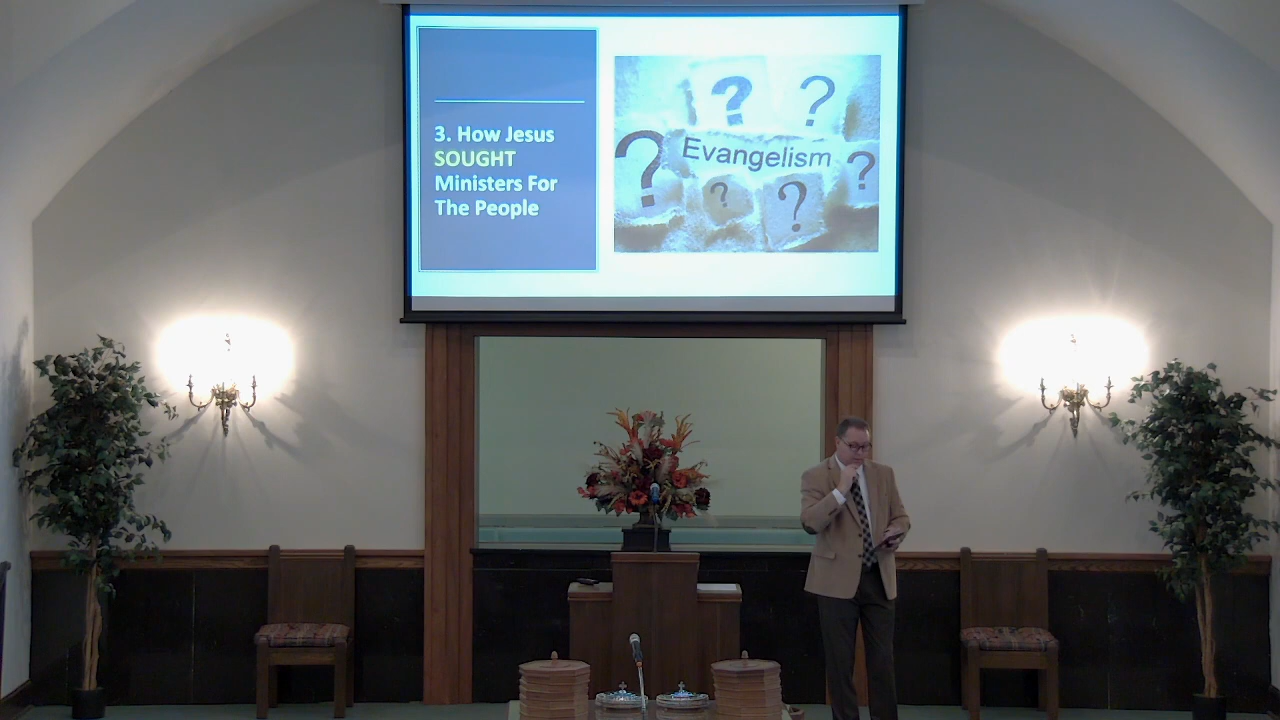 3. How Jesus
SOUGHT
Ministers For
The People
? ?
? Evangelism ?
? ?